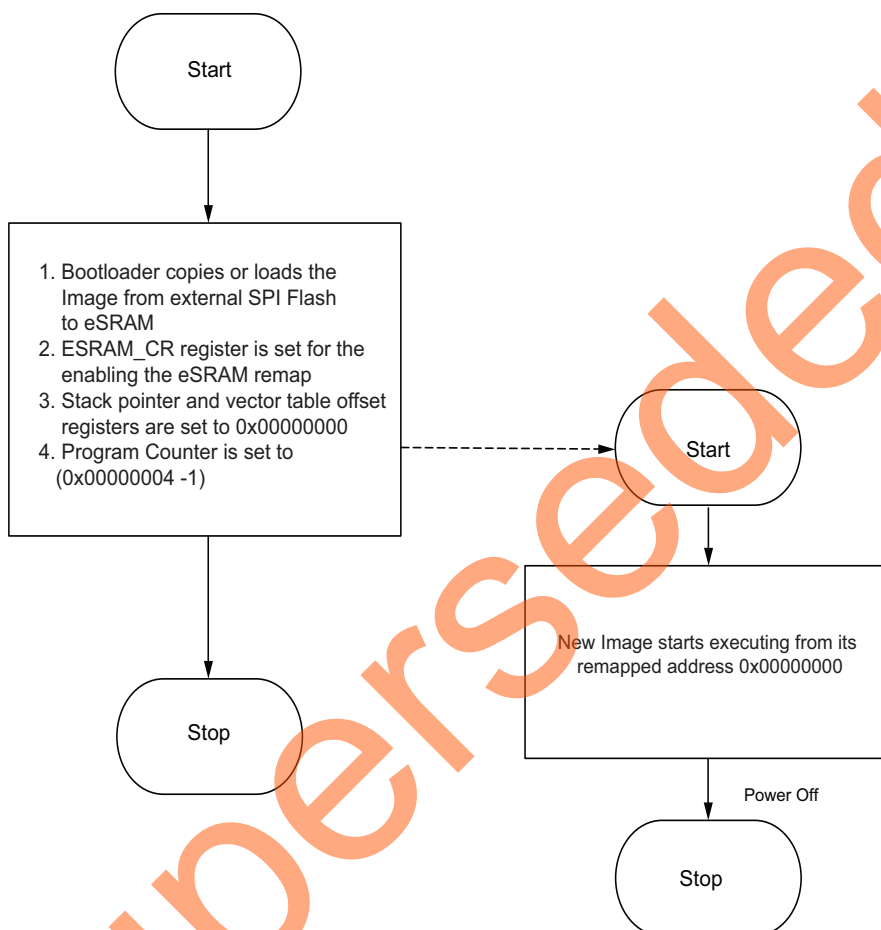 Start
1. Bootloader copies or loads the
Image from external SPI Flash
to eSRAM
2. ESRAM_CR register is set for the
enabling the eSRAM remap
3. Stack pointer and vector table offset
registers are set to 0x00000000
4. Program Counter is set to
(0x00000004 -1)
Stop
Start
New Image starts executing from its
remapped address 0x00000000
Power Off
Stop
perseded